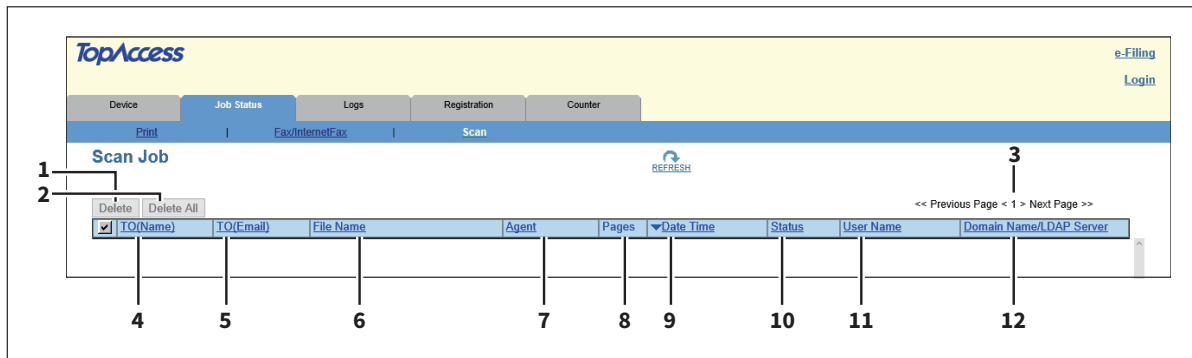 TopAccess
e-Filing
Login
Device Job Status Logs Registration Counter
Print | Fax/InternetFax | Scan
Scan Job
REFRESH
1
2
3
Delete Delete All
<< Previous Page < 1 > Next Page >>
TO(Name) TO(Email) File Name Agent Pages Date Time Status User Name Domain Name/LDAP Server
4 5 6 7 8 9 10 11 12